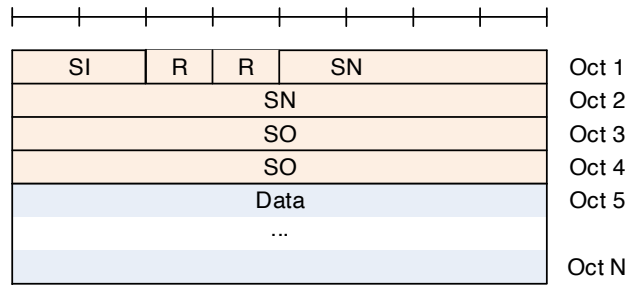 SI R R SN Oct 1
SN Oct 2
SO Oct 3
SO Oct 4
Data Oct 5
...
Oct N